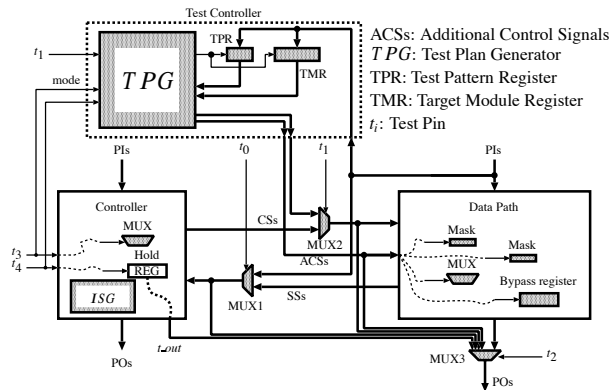 Test Controller
TPR
TMR
TPG
t1
mode
ACSs: Additional Control Signals
TPG: Test Plan Generator
TPR: Test Pattern Register
TMR: Target Module Register
ti: Test Pin
t0
t1
PIs
PIs
Controller
MUX
Hold
REG
ISG
t3
t4
CSs
MUX2
ACSs
MUX1
SSs
Data Path
Mask
Mask
MUX
Bypass register
t_out
POs
MUX3
t2
POs